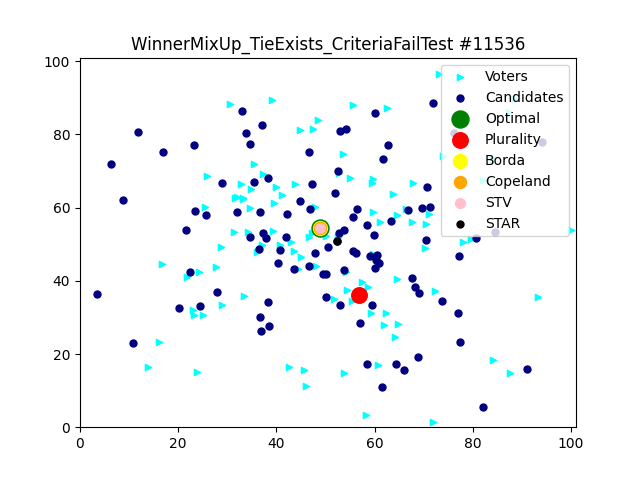 WinnerMixUp_TieExists_CriteriaFailTest #11536
100
80
60
40
20
0
0
20
40
60
80
100
Voters
Candidates
Optimal
Plurality
Borda
Copeland
STV
STAR